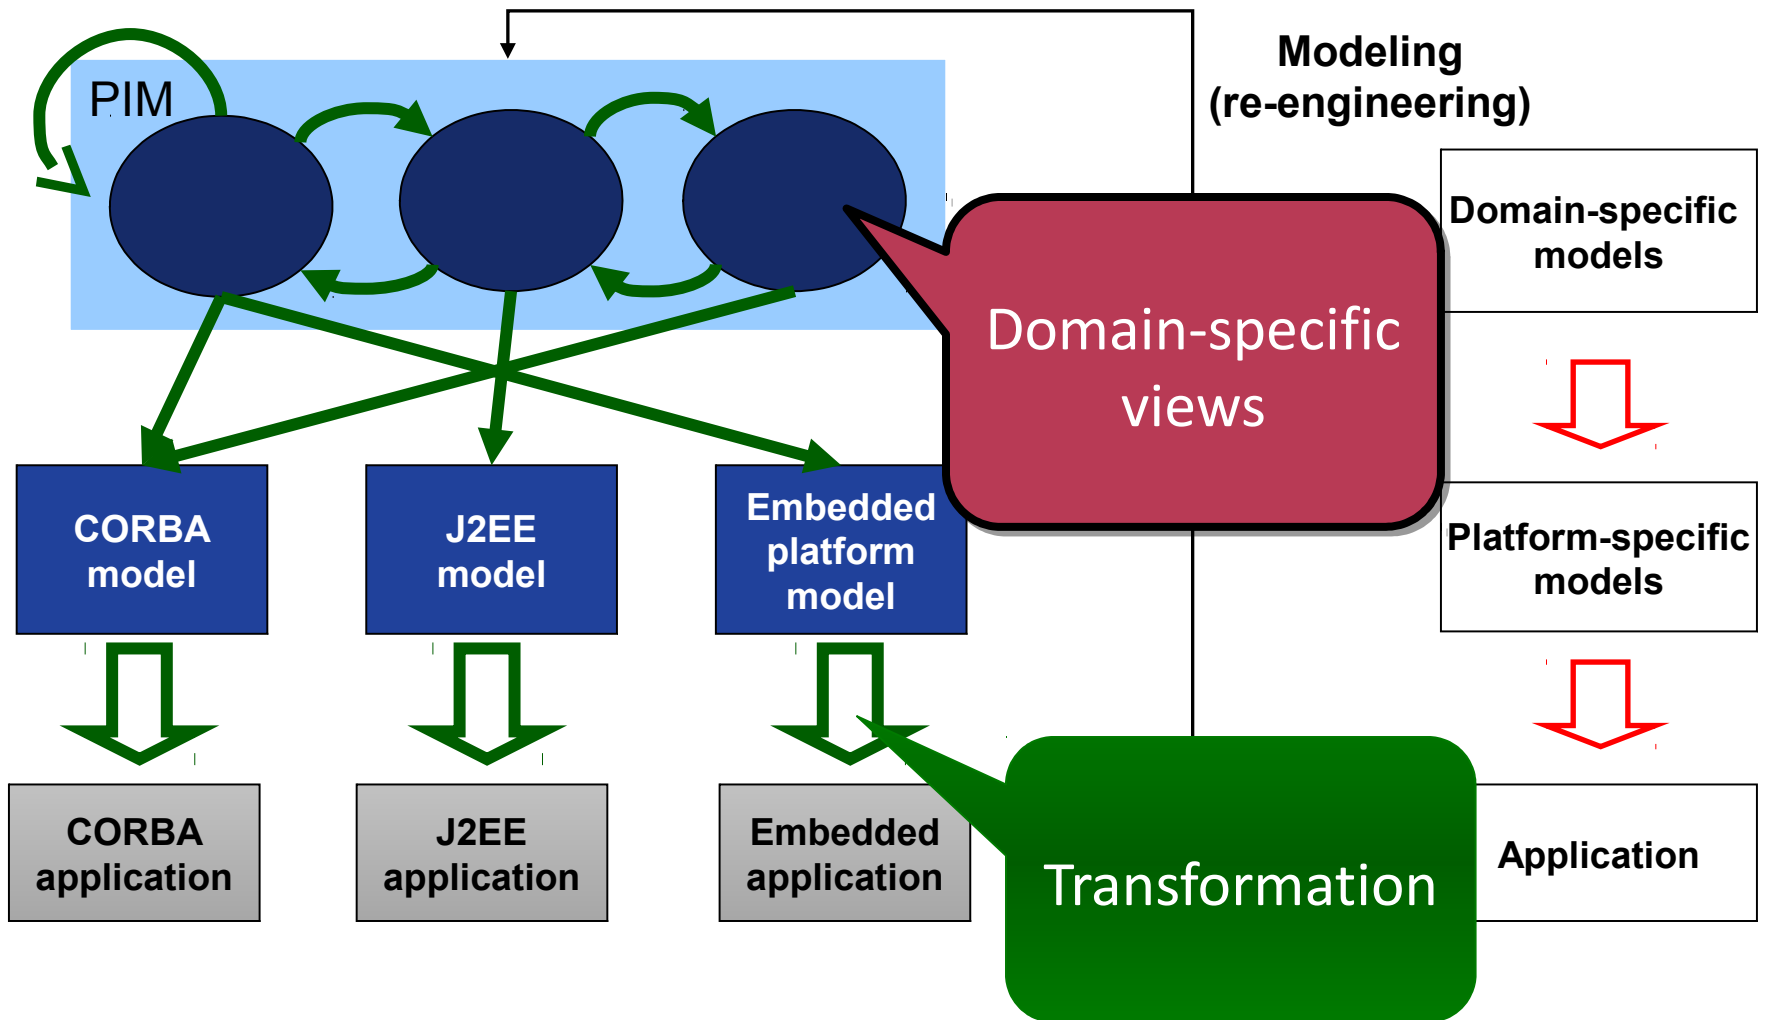 PIM
Modeling
(re-engineering)
Domain-specific
models
Domain-specific
views
CORBA
model
J2EE
model
Embedded
platform
model
Platform-specific
models
CORBA
application
J2EE
application
Embedded
application
Transformation
Application